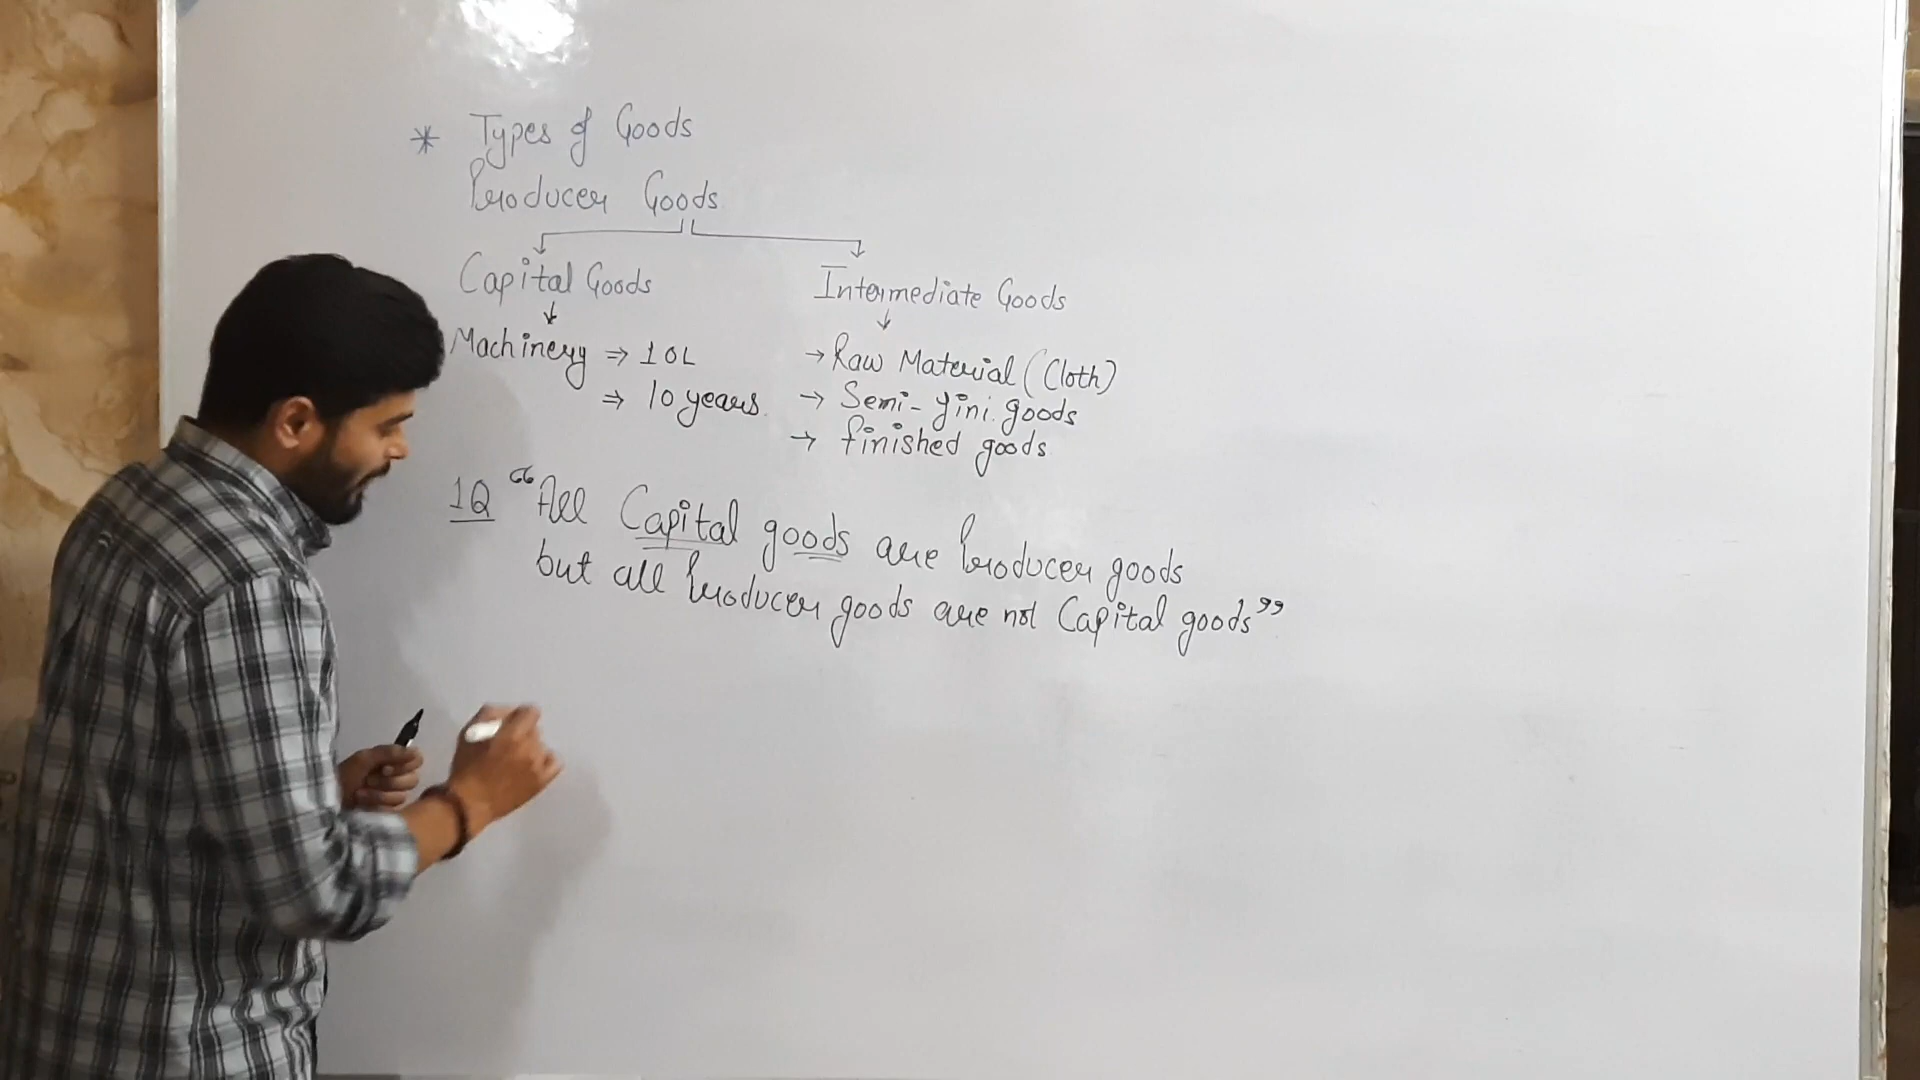 * Types of Goods
Producer Goods
Capital Goods
Intermediate Goods
Machinery ⇒ 10L
⇒ 10 years
→ Raw Material (Cloth)
→ Semi-fini. goods
→ finished goods
1Q “All Capital goods are Producer goods
but all Producer goods are not Capital goods”